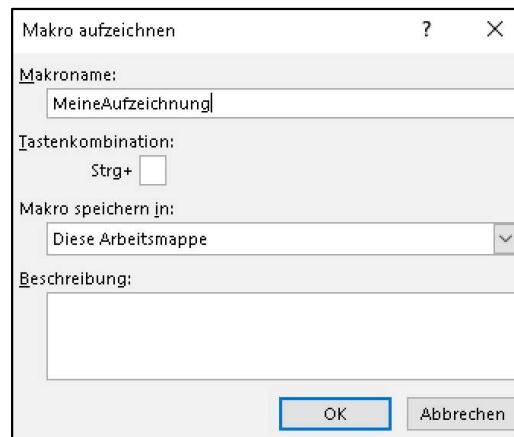 Makro aufzeichnen ? ×
Makroname:
MeineAufzeichnung
Tastenkombination:
Strg+
Makro speichern in:
Diese Arbeitsmappe
Beschreibung:
OK Abbrechen